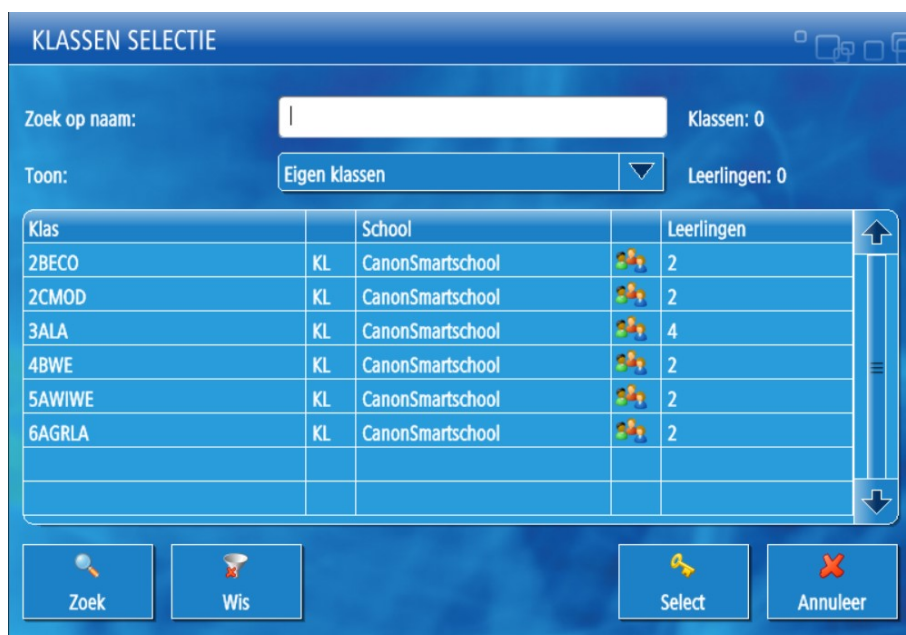 KLASSEN SELECTIE
Zoek op naam: Klassen: 0
Toon: Eigen klassen Leerlingen: 0
Klas School Leerlingen
2BECO KL CanonSmartschool 2
2CMOD KL CanonSmartschool 2
3ALA KL CanonSmartschool 4
4BWE KL CanonSmartschool 2
5AWIWE KL CanonSmartschool 2
6AGRLA KL CanonSmartschool 2
Zoek Wis Select Annuleer